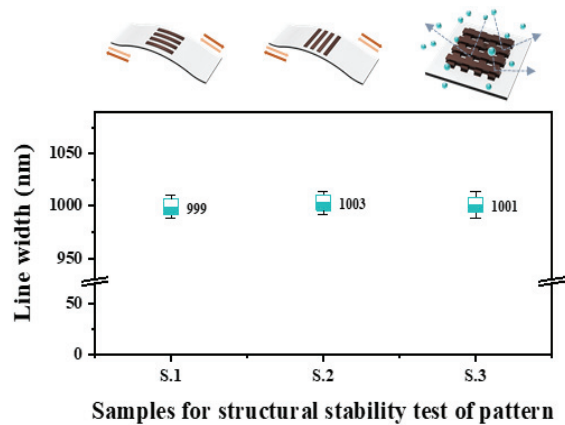 Line width (nm)
1050
1000
950
50
0
999
1003
1001
S.1
S.2
S.3
Samples for structural stability test of pattern